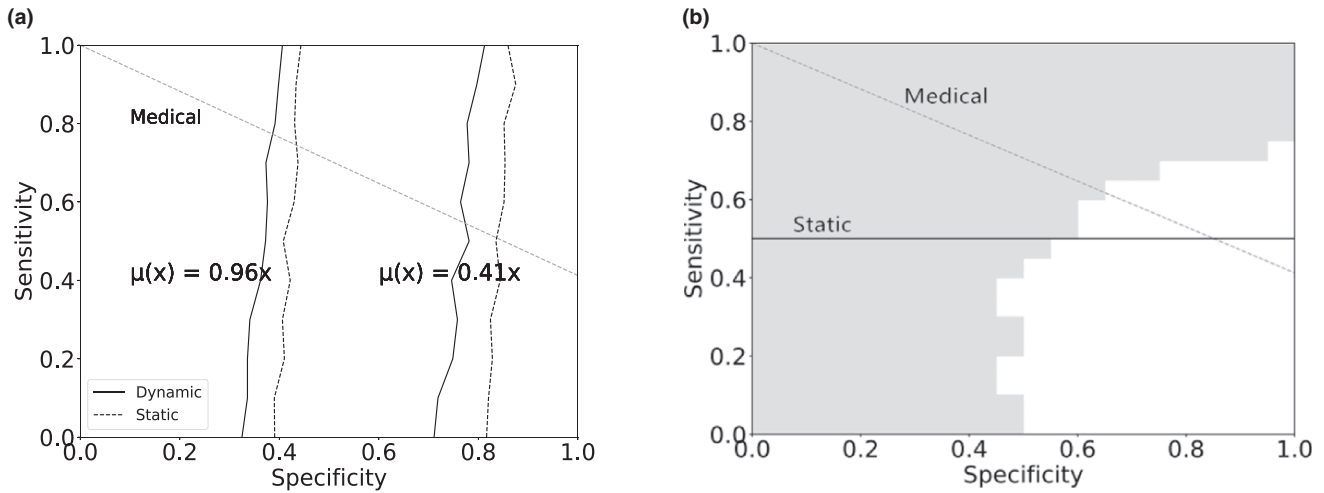 (a)
1.0
0.8
0.6
0.4
0.2
0.0
Sensitivity
Medical
μ(x) = 0.96x
μ(x) = 0.41x
Dynamic
Static
0.0
0.2
0.4
0.6
0.8
1.0
Specificity
(b)
1.0
0.8
0.6
0.4
0.2
0.0
Sensitivity
Medical
Static
0.0
0.2
0.4
0.6
0.8
1.0
Specificity